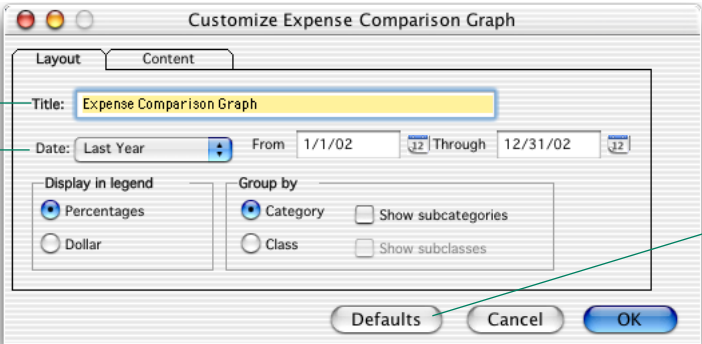 Customize Expense Comparison Graph
Layout Content
Title: Expense Comparison Graph
Date: Last Year From 1/1/02 12 Through 12/31/02 12
Display in legend Group by
Percentages Category Show subcategories
Dollar Class Show subclasses
Defaults Cancel OK